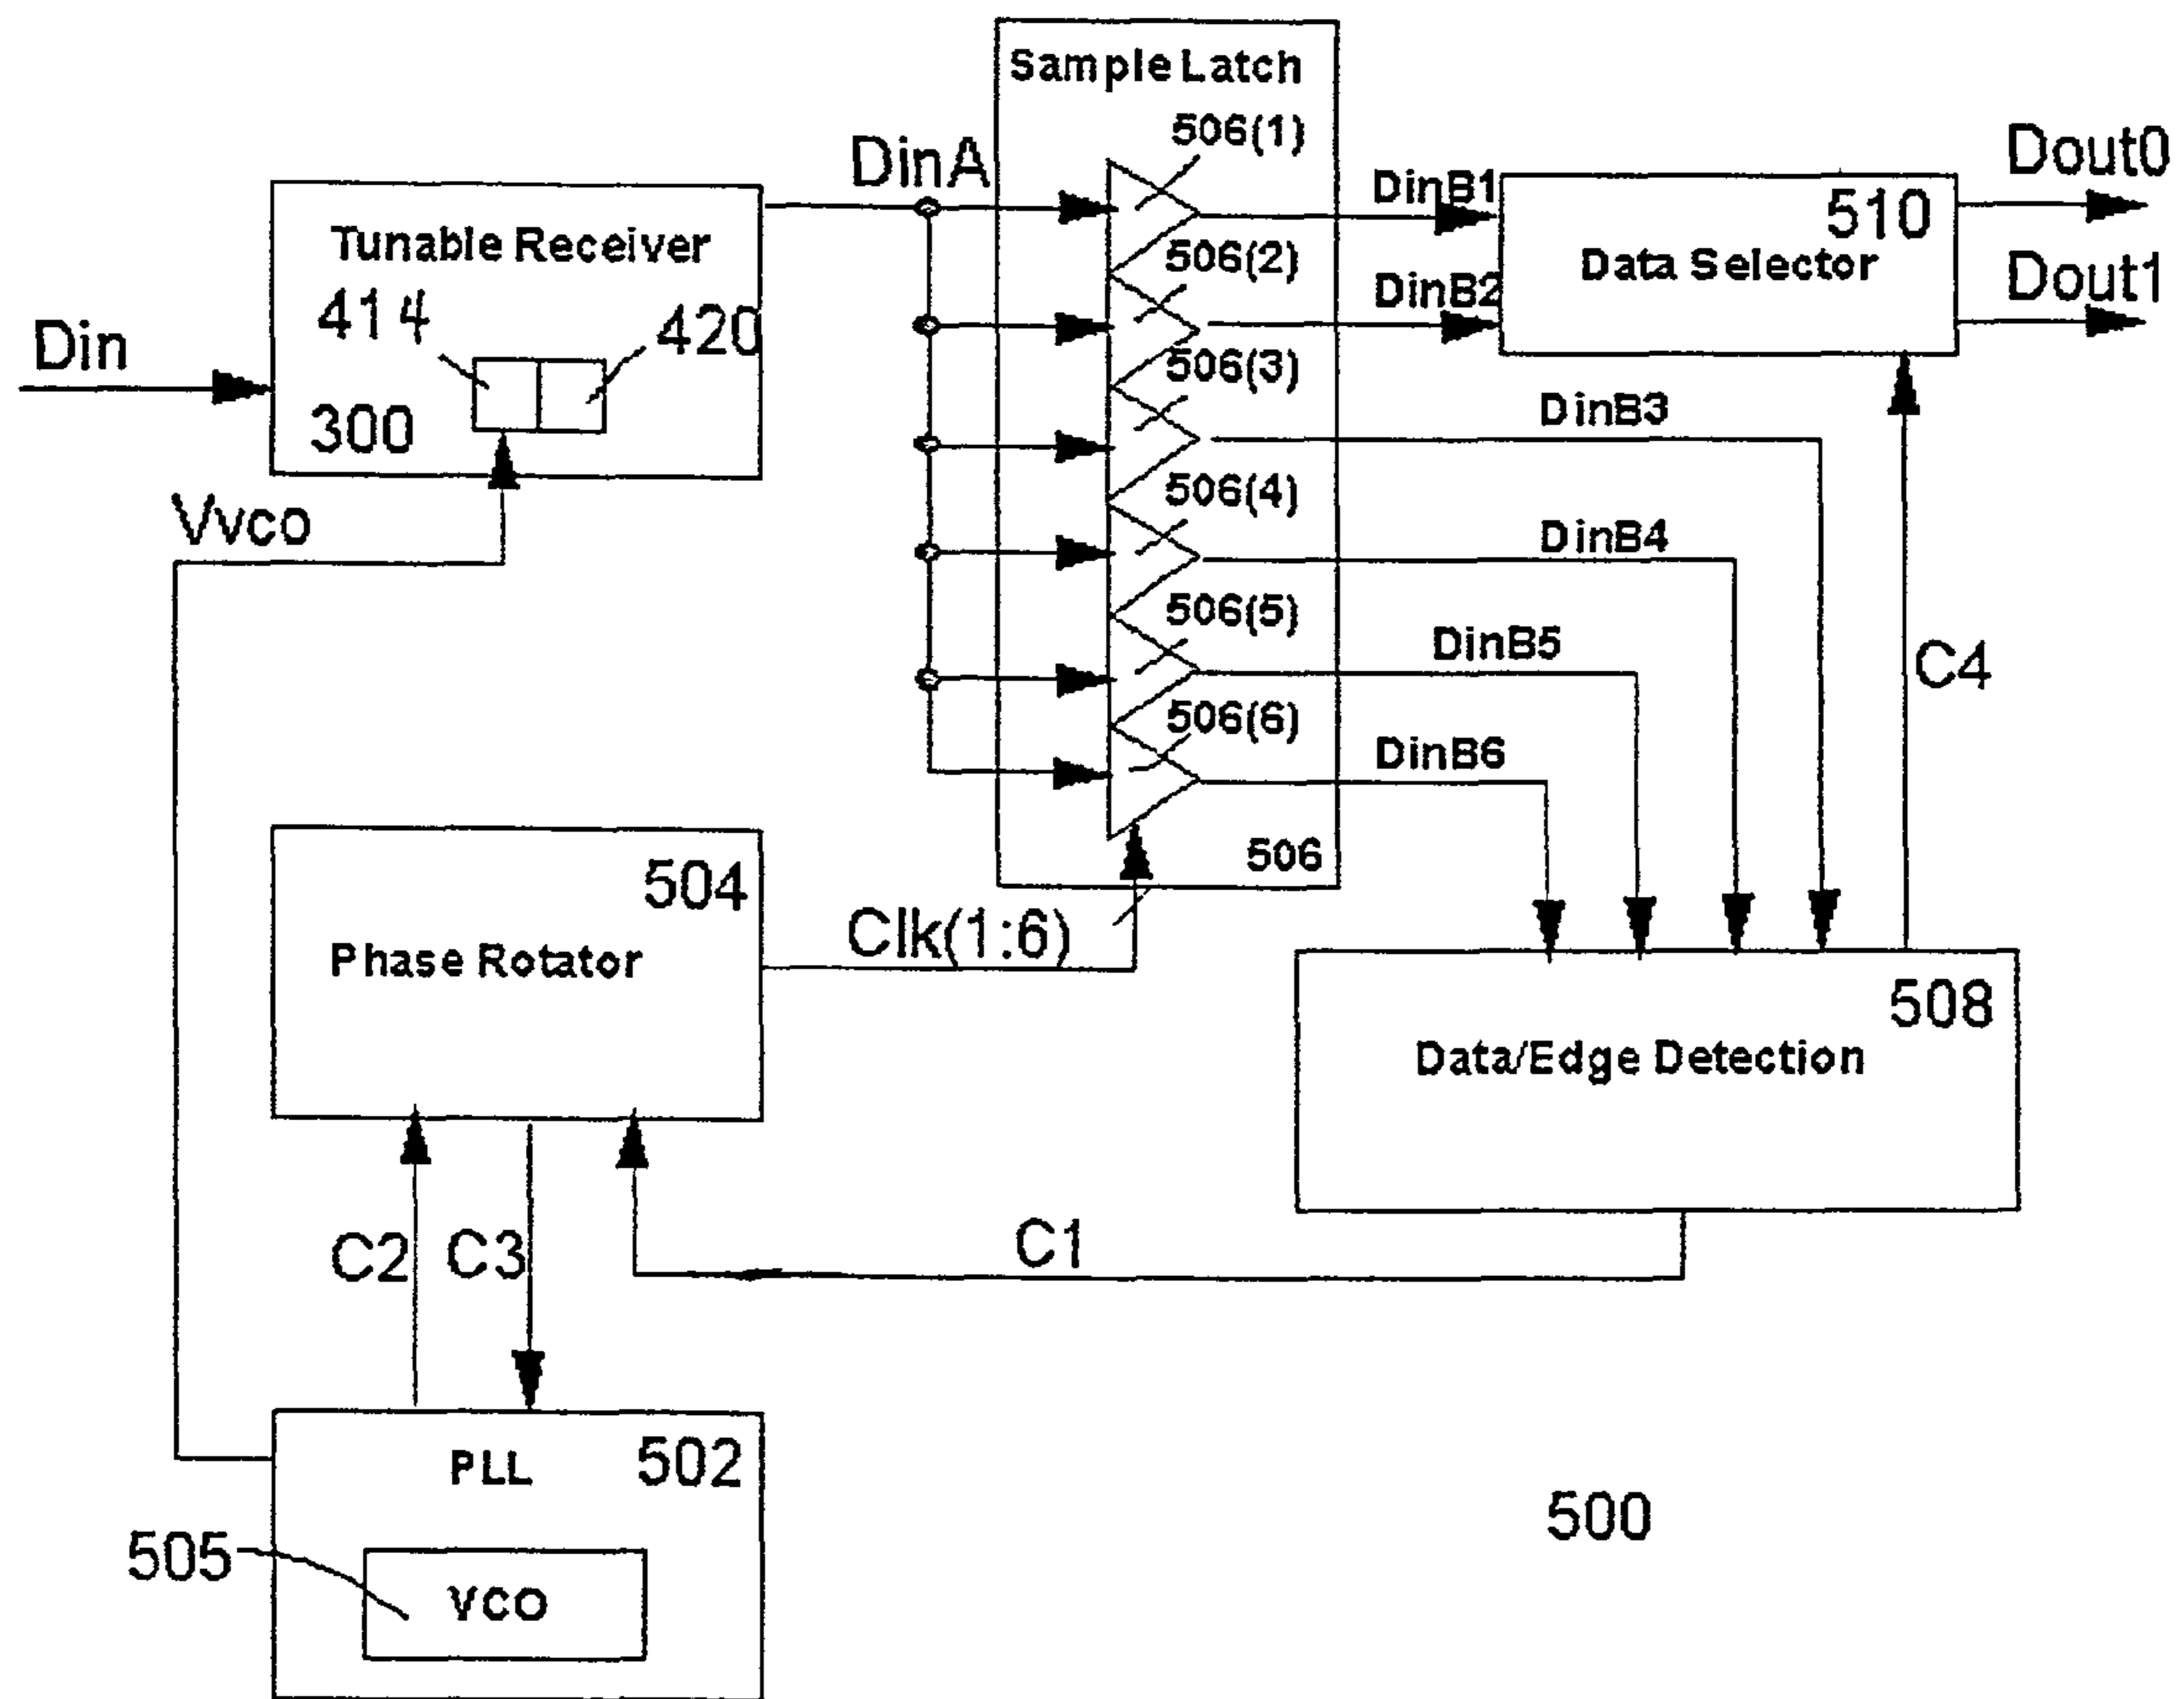 Sample Latch
506(1)
Dout0
DinA
DinB1
510
Tunable Receiver
506(2)
Data Selector
Dout1
DinB2
414
420
Din
506(3)
DinB3
300
506(4)
Vvco
DinB4
506(5)
DinB5
C4
506(6)
DinB6
506
504
Clk(1:6)
Phase Rotator
508
Data/Edge Detection
C2
C3
C1
PLL
502
500
505
VCO